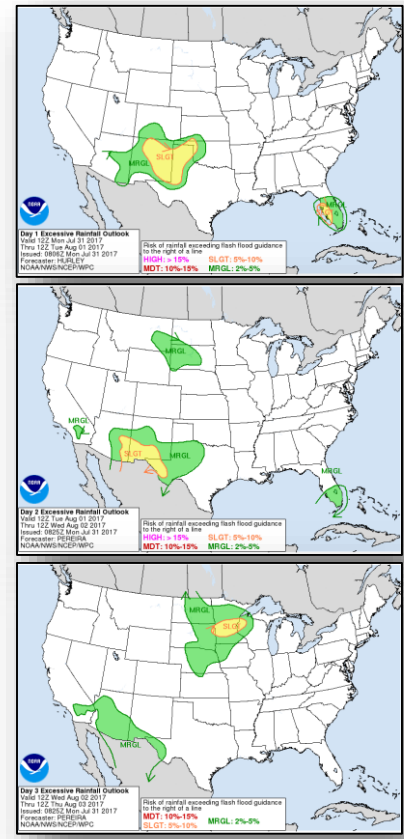 MRGL
SLGT
MRGL
noaa
Day 1 Excessive Rainfall Outlook
Valid 12Z Mon Jul 31 2017
Thru 12Z Tue Aug 01 2017
Issued: 0806Z Mon Jul 31 2017
Forecaster: HURLEY
NOAA/NWS/NCEP/WPC
Risk of rainfall exceeding flash flood guidance
to the right of a line
HIGH: > 15% SLGT: 5%-10%
MDT: 10%-15% MRGL: 2%-5%
MRGL
MRGL
SLGT
MRGL
MRGL
noaa
Day 2 Excessive Rainfall Outlook
Valid 12Z Tue Aug 01 2017
Thru 12Z Wed Aug 02 2017
Issued: 0825Z Mon Jul 31 2017
Forecaster: PEREIRA
NOAA/NWS/NCEP/WPC
Risk of rainfall exceeding flash flood guidance
to the right of a line
HIGH: > 15% SLGT: 5%-10%
MDT: 10%-15% MRGL: 2%-5%
MRGL
SLGT
MRGL
noaa
Day 3 Excessive Rainfall Outlook
Valid 12Z Wed Aug 02 2017
Thru 12Z Thu Aug 03 2017
Issued: 0825Z Mon Jul 31 2017
Forecaster: PEREIRA
NOAA/NWS/NCEP/WPC
Risk of rainfall exceeding flash flood guidance
to the right of a line
MDT: 10%-15%
SLGT: 5%-10% MRGL: 2%-5%